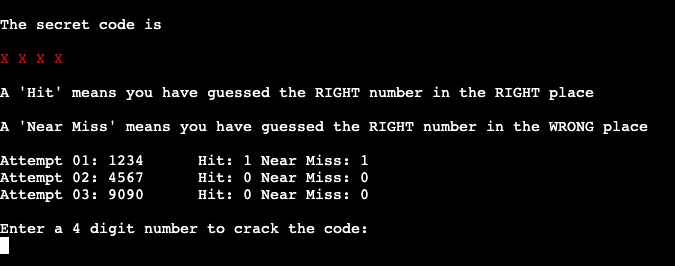 The secret code is
X X X X
A 'Hit' means you have guessed the RIGHT number in the RIGHT place
A 'Near Miss' means you have guessed the RIGHT number in the WRONG place
Attempt 01: 1234 Hit: 1 Near Miss: 1
Attempt 02: 4567 Hit: 0 Near Miss: 0
Attempt 03: 9090 Hit: 0 Near Miss: 0
Enter a 4 digit number to crack the code: